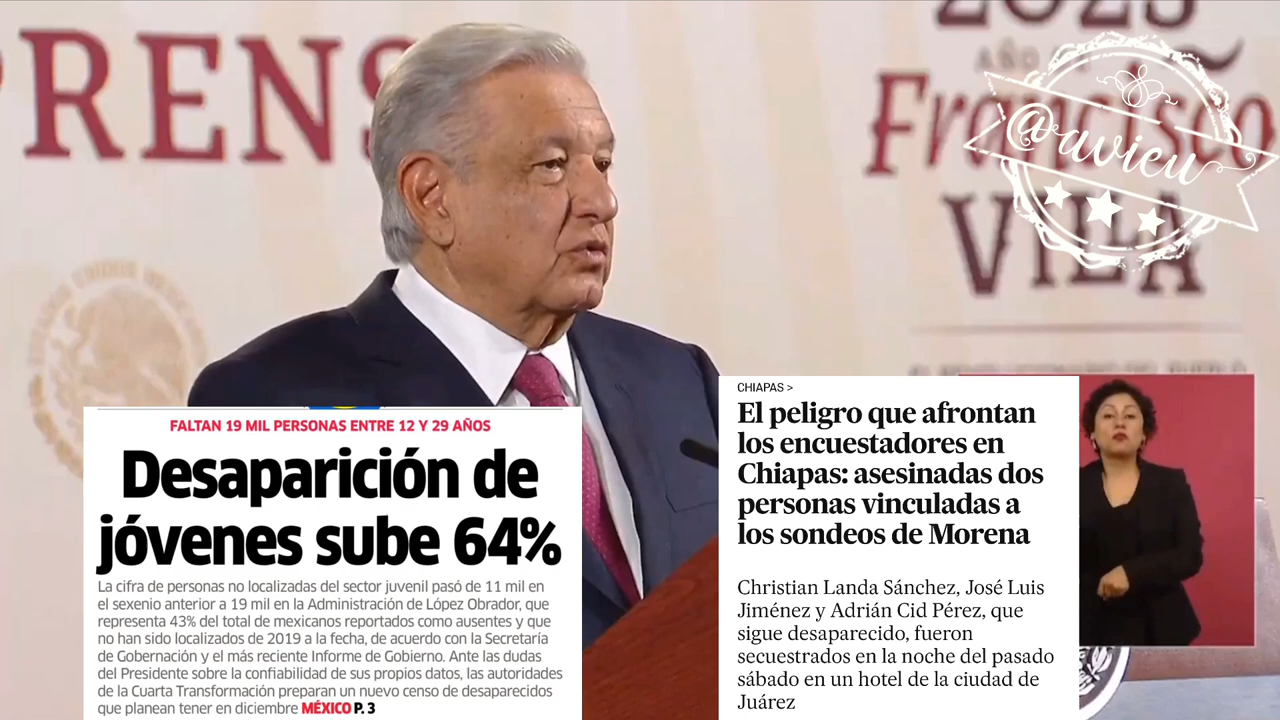 PRENS
2023
AÑO DE
Francisco
VILLA
@avieu
FALTAN 19 MIL PERSONAS ENTRE 12 Y 29 AÑOS
Desaparición de
jóvenes sube 64%
La cifra de personas no localizadas del sector juvenil pasó de 11 mil en
el sexenio anterior a 19 mil en la Administración de López Obrador, que
representa 43% del total de mexicanos reportados como ausentes y que
no han sido localizados de 2019 a la fecha, de acuerdo con la Secretaría
de Gobernación y el más reciente Informe de Gobierno. Ante las dudas
del Presidente sobre la confiabilidad de sus propios datos, las autoridades
de la Cuarta Transformación preparan un nuevo censo de desaparecidos
que planean tener en diciembre MÉXICO P. 3
CHIAPAS >
El peligro que afrontan
los encuestadores en
Chiapas: asesinadas dos
personas vinculadas a
los sondeos de Morena
Christian Landa Sánchez, José Luis
Jiménez y Adrián Cid Pérez, que
sigue desaparecido, fueron
secuestrados en la noche del pasado
sábado en un hotel de la ciudad de
Juárez